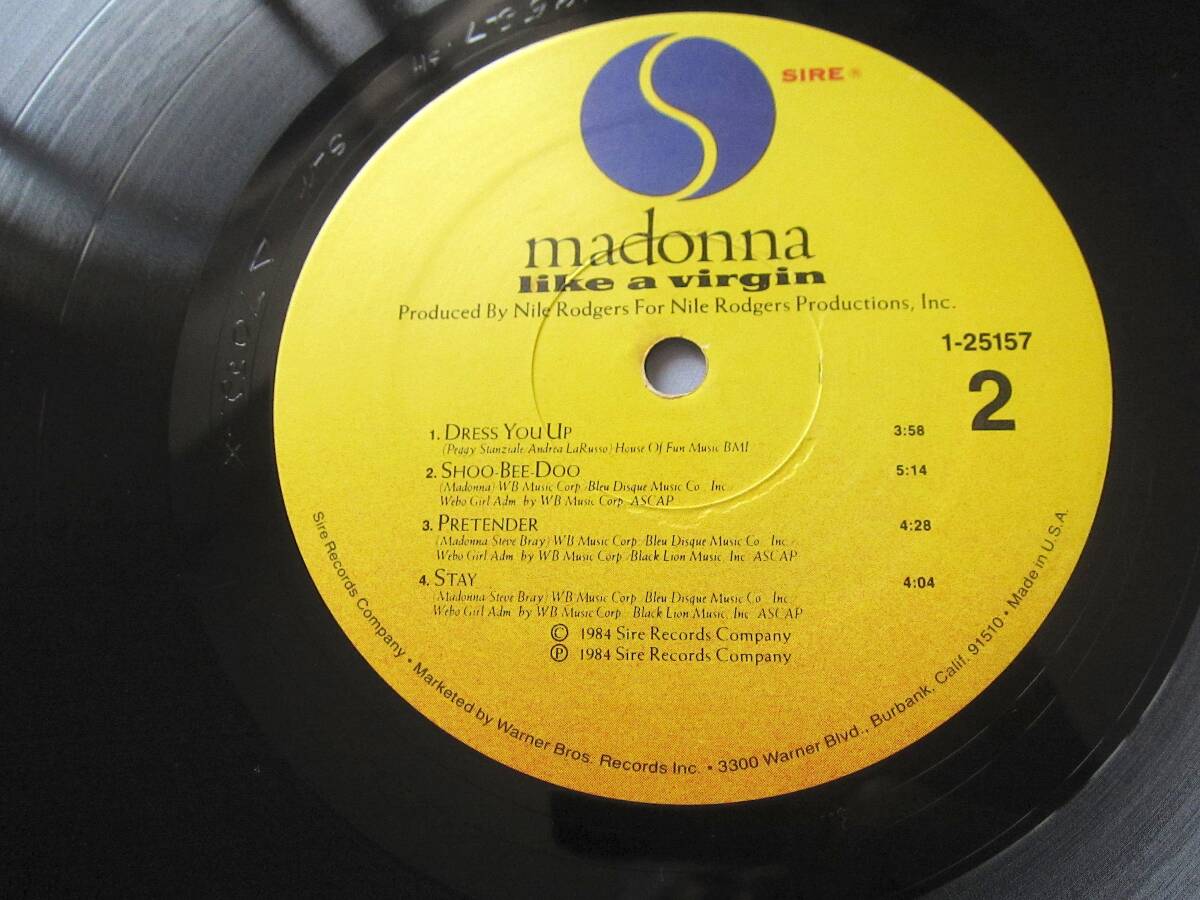 SIRE ®
madonna
like a virgin
Produced By Nile Rodgers For Nile Rodgers Productions, Inc.
1-25157
2
1. DRESS YOU UP 3:58
(Peggy Stanziale/Andrea LaRusso) House Of Fun Music BMI
2. SHOO-BEE-DOO 5:14
(Madonna) WB Music Corp./Bleu Disque Music Co., Inc./
Webo Girl Adm. by WB Music Corp. ASCAP
3. PRETENDER 4:28
(Madonna/Steve Bray) WB Music Corp./Bleu Disque Music Co., Inc./
Webo Girl Adm. by WB Music Corp./Black Lion Music, Inc. ASCAP
4. STAY 4:04
(Madonna/Steve Bray) WB Music Corp./Bleu Disque Music Co., Inc./
Webo Girl Adm. by WB Music Corp./Black Lion Music, Inc. ASCAP
© 1984 Sire Records Company
℗ 1984 Sire Records Company
Sire Records Company • Marketed by Warner Bros. Records Inc. • 3300 Warner Blvd., Burbank, Calif. 91510 • Made in U.S.A.